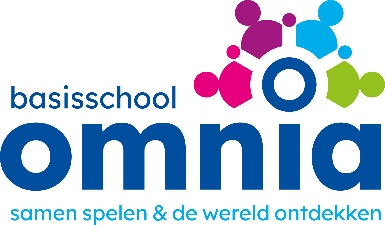 basisschool
omnia
samen spelen & de wereld ontdekken